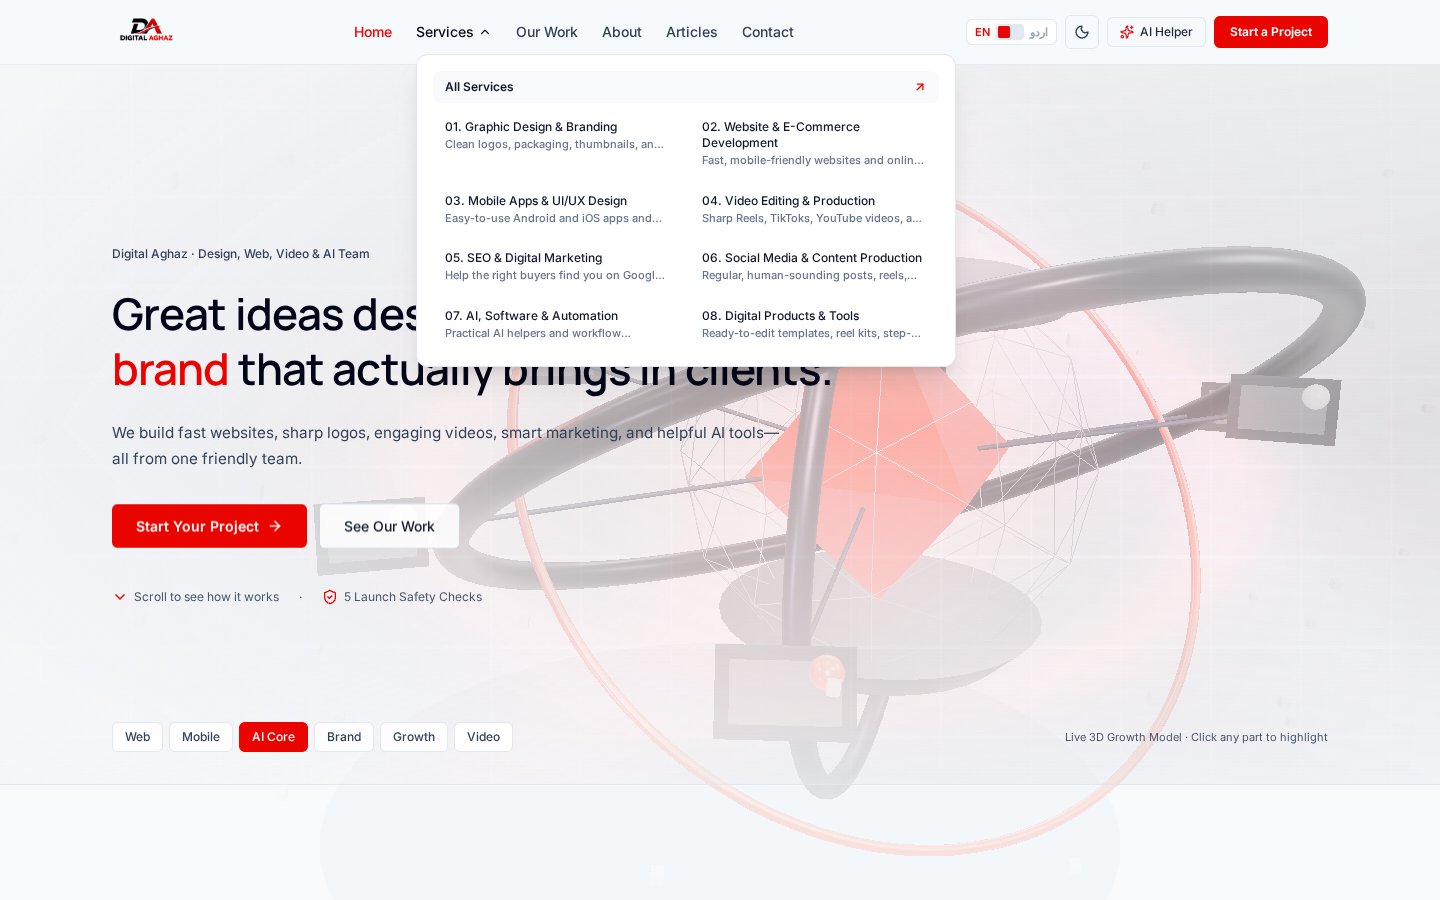 DA
DIGITAL AGHAZ
Home
Services
Our Work
About
Articles
Contact
EN
اردو
AI Helper
Start a Project
All Services
01. Graphic Design & Branding
Clean logos, packaging, thumbnails, an...
02. Website & E-Commerce
Development
Fast, mobile-friendly websites and onlin...
03. Mobile Apps & UI/UX Design
Easy-to-use Android and iOS apps and...
04. Video Editing & Production
Sharp Reels, TikToks, YouTube videos, a...
05. SEO & Digital Marketing
Help the right buyers find you on Googl...
06. Social Media & Content Production
Regular, human-sounding posts, reels,...
07. AI, Software & Automation
Practical AI helpers and workflow...
08. Digital Products & Tools
Ready-to-edit templates, reel kits, step-...
Digital Aghaz · Design, Web, Video & AI Team
Great ideas des
brand that actually brings in clients.
We build fast websites, sharp logos, engaging videos, smart marketing, and helpful AI tools—
all from one friendly team.
Start Your Project
See Our Work
Scroll to see how it works
·
5 Launch Safety Checks
Web
Mobile
AI Core
Brand
Growth
Video
Live 3D Growth Model · Click any part to highlight